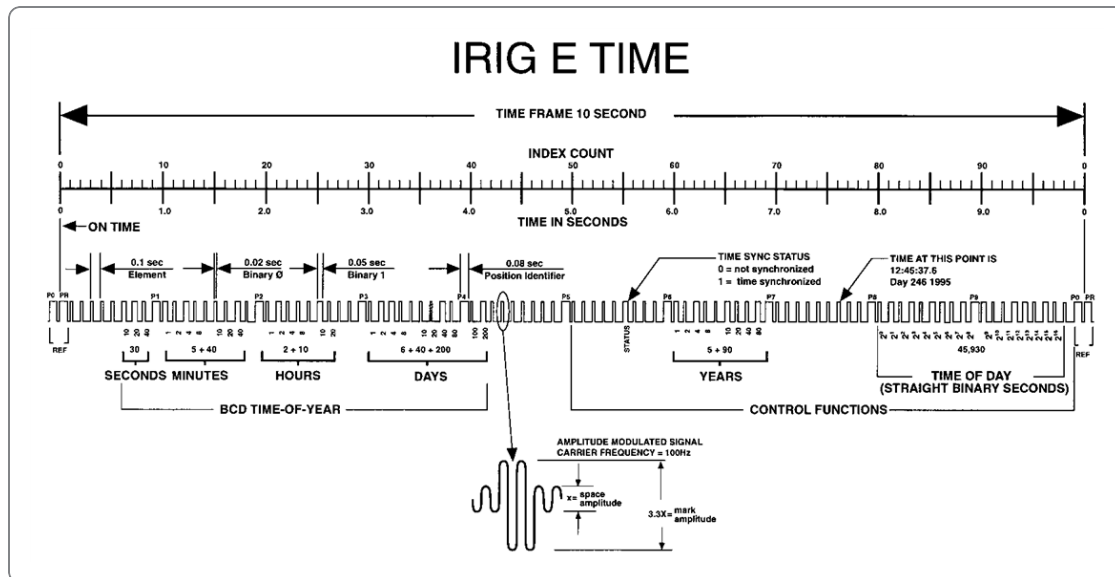 IRIG E TIME
TIME FRAME 10 SECOND
INDEX COUNT
0 10 20 30 40 50 60 70 80 90 0
0 1.0 2.0 3.0 4.0 5.0 6.0 7.0 8.0 9.0 0
TIME IN SECONDS
ON TIME
0.1 sec
Element
0.02 sec
Binary Ø
0.05 sec
Binary 1
0.08 sec
Position Identifier
TIME SYNC STATUS
0 = not synchronized
1 = time synchronized
TIME AT THIS POINT IS
12:45:37.6
Day 246 1995
P0 PR P1 P2 P3 P4 P5 P6 P7 P8 P9 P0 PR
REF
10 20 40
1 2 4 8 10 20 40
1 2 4 8 10 20
1 2 4 8 10 20 40 80 100 200
STATUS
1 2 4 8 10 20 40 80
REF
30
5 + 40
2 + 10
6 + 40 + 200
5 + 90
45,930
SECONDS MINUTES
HOURS
DAYS
YEARS
TIME OF DAY
(STRAIGHT BINARY SECONDS)
BCD TIME-OF-YEAR
CONTROL FUNCTIONS
AMPLITUDE MODULATED SIGNAL
CARRIER FREQUENCY = 100Hz
x= space
amplitude
3.3X= mark
amplitude